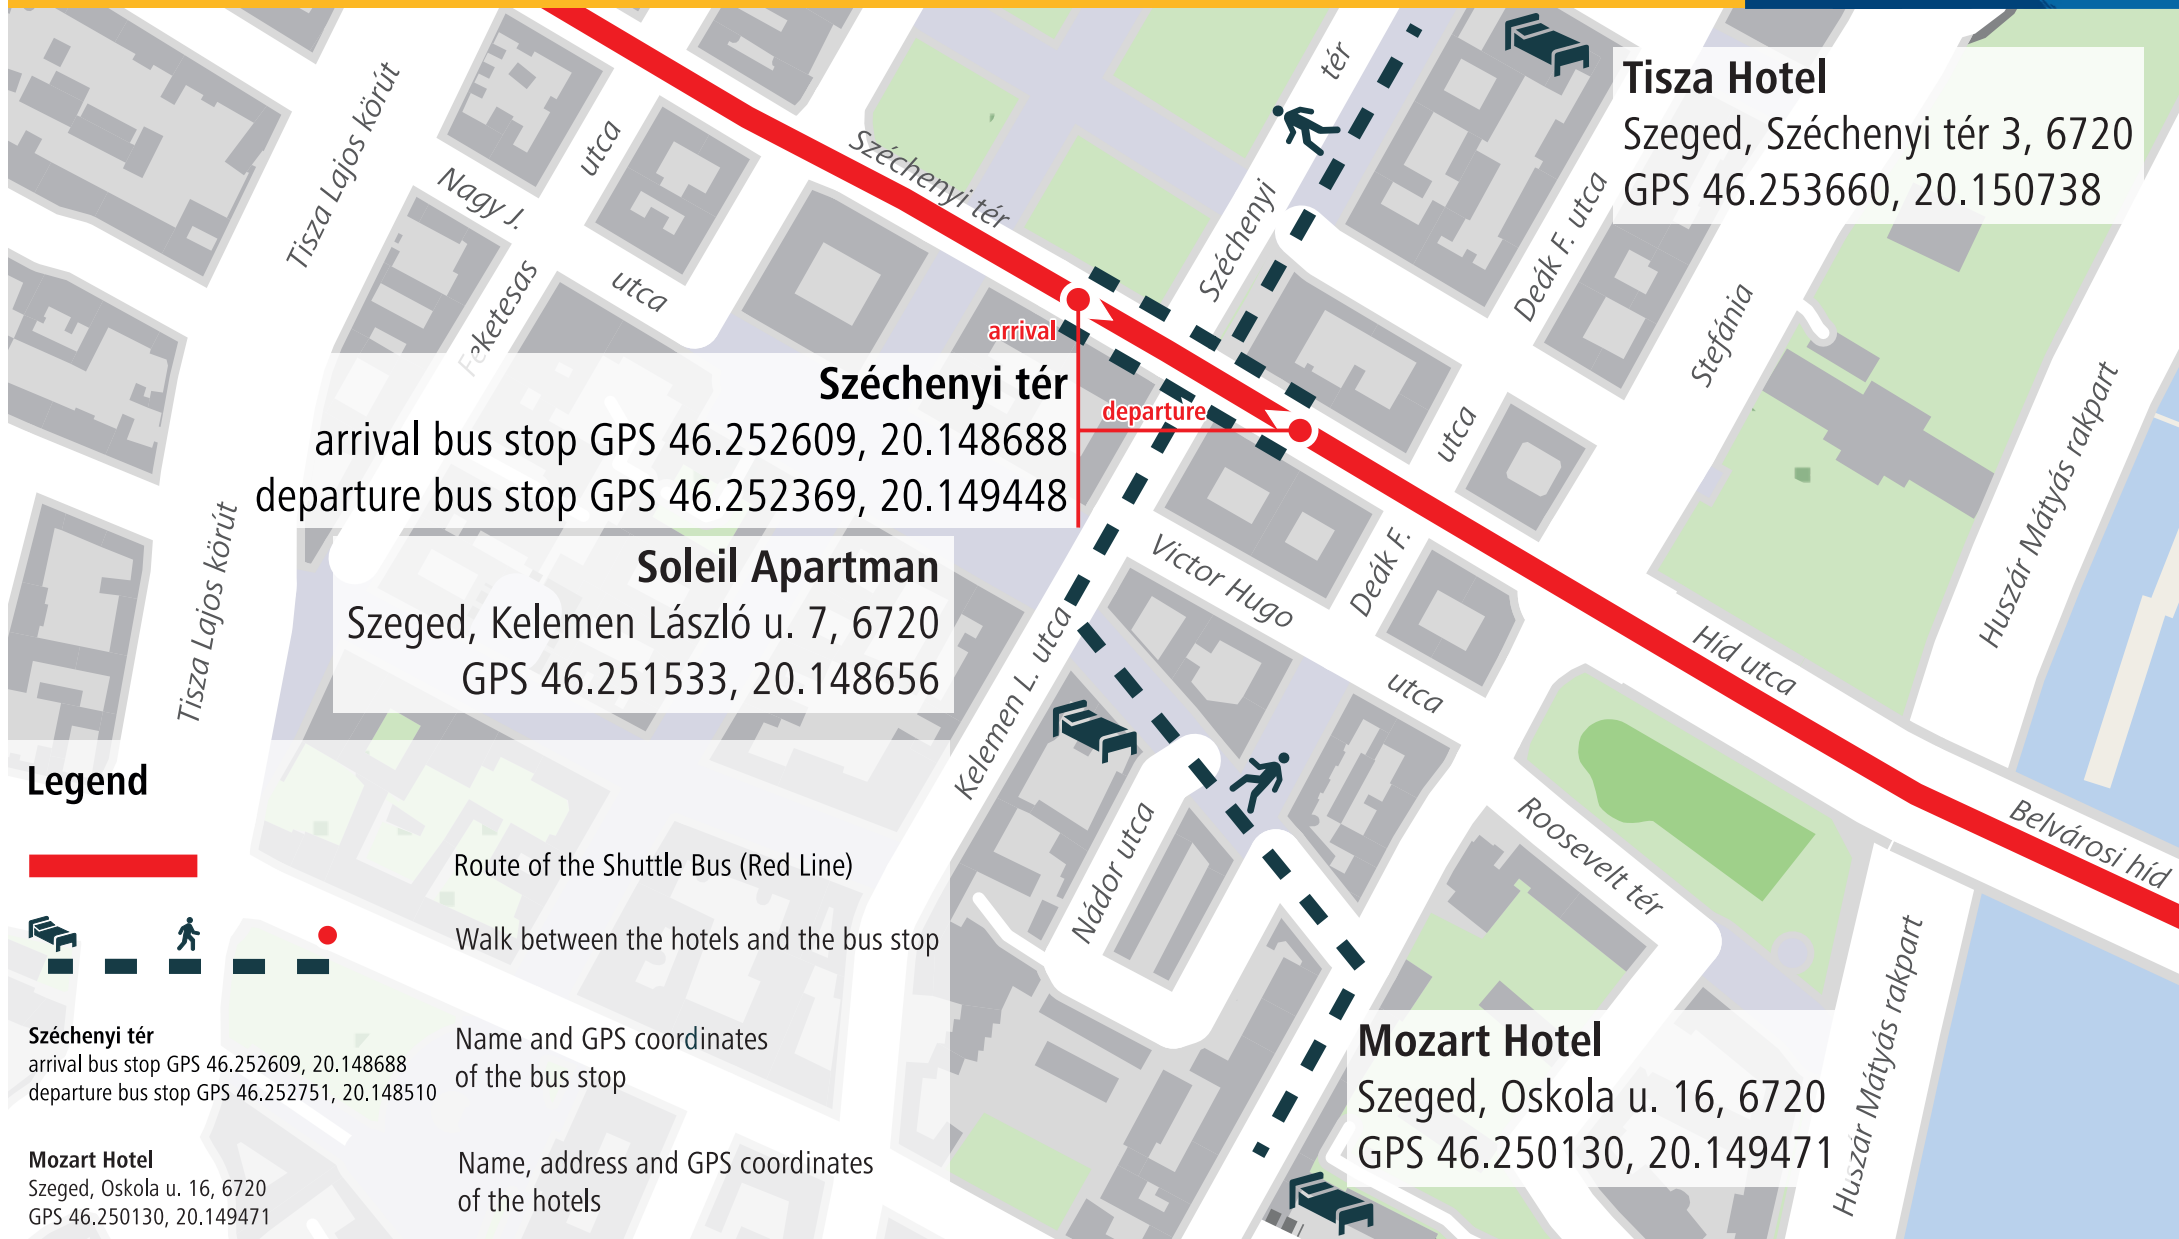 Tisza Hotel
Szeged, Széchenyi tér 3, 6720
GPS 46.253660, 20.150738
tér
Széchenyi
Tisza Lajos körút
utca
Nagy J.
utca
Feketesas
Széchenyi tér
Deák F. utca
Stefánia
utca
Huszár Mátyás rakpart
arrival
departure
Széchenyi tér
arrival bus stop GPS 46.252609, 20.148688
departure bus stop GPS 46.252369, 20.149448
Soleil Apartman
Szeged, Kelemen László u. 7, 6720
GPS 46.251533, 20.148656
Tisza Lajos körút
Victor Hugo
utca
Deák F.
Kelemen L. utca
Híd utca
Nádor utca
Roosevelt tér
Belvárosi híd
Huszár Mátyás rakpart
Mozart Hotel
Szeged, Oskola u. 16, 6720
GPS 46.250130, 20.149471
Legend
Route of the Shuttle Bus (Red Line)
Walk between the hotels and the bus stop
Széchenyi tér
arrival bus stop GPS 46.252609, 20.148688
departure bus stop GPS 46.252751, 20.148510
Name and GPS coordinates
of the bus stop
Mozart Hotel
Szeged, Oskola u. 16, 6720
GPS 46.250130, 20.149471
Name, address and GPS coordinates
of the hotels